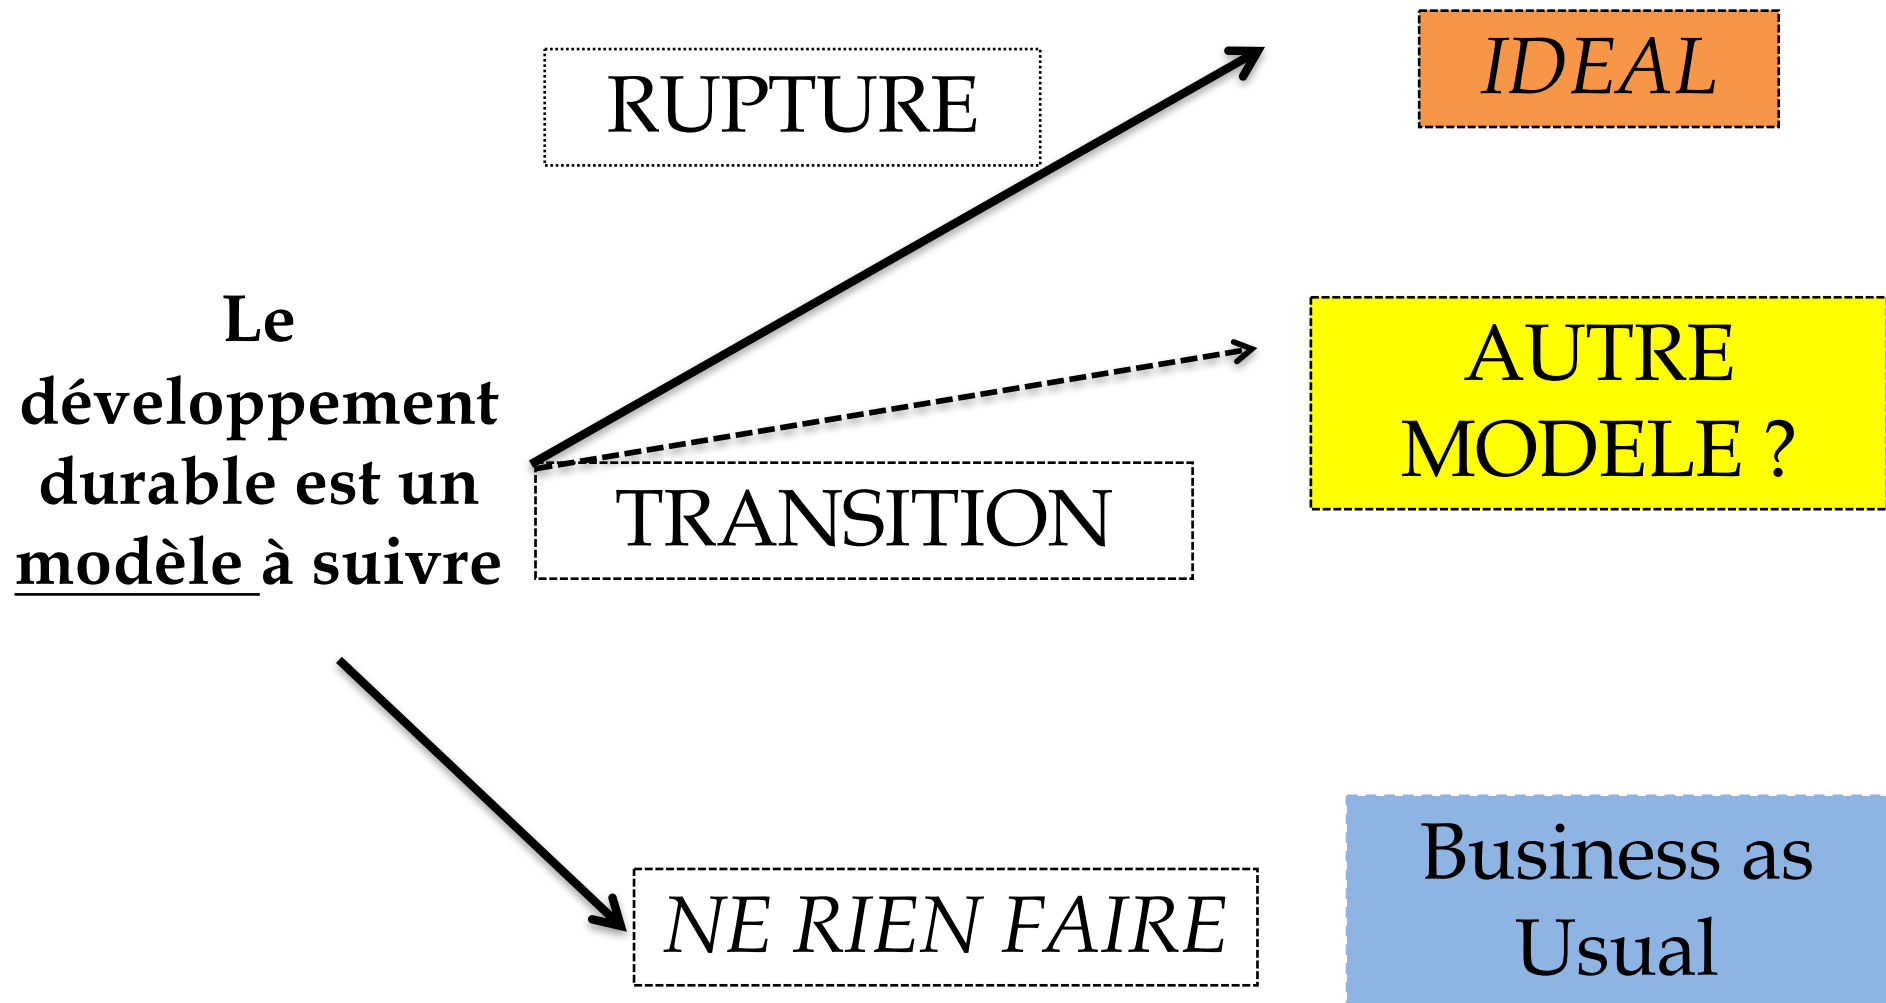 RUPTURE
IDEAL
Le
développement
durable est un
modèle à suivre
AUTRE
MODELE ?
TRANSITION
NE RIEN FAIRE
Business as
Usual